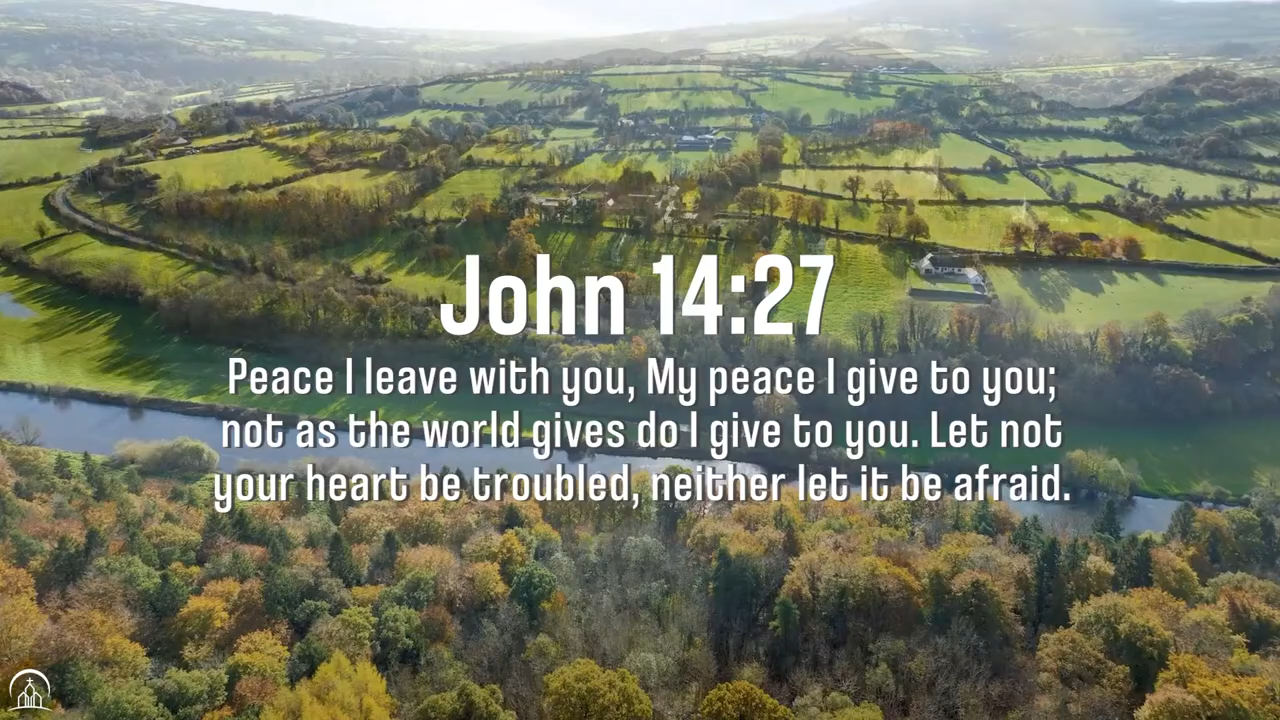 John 14:27
Peace I leave with you, My peace I give to you;
not as the world gives do I give to you. Let not
your heart be troubled, neither let it be afraid.